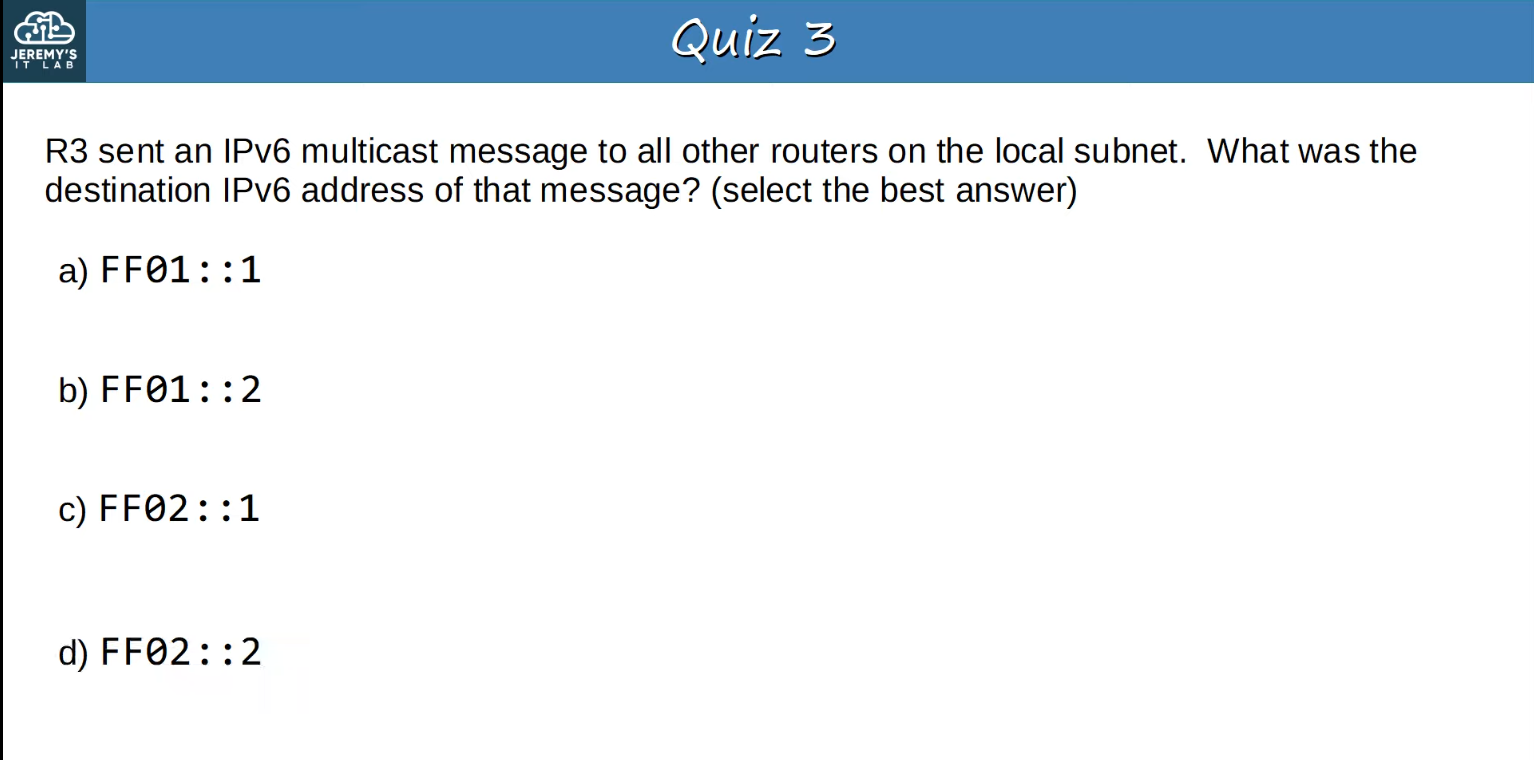 JEREMY'S
IT LAB
Quiz 3
R3 sent an IPv6 multicast message to all other routers on the local subnet.  What was the
destination IPv6 address of that message? (select the best answer)
a) FF01::1
b) FF01::2
c) FF02::1
d) FF02::2